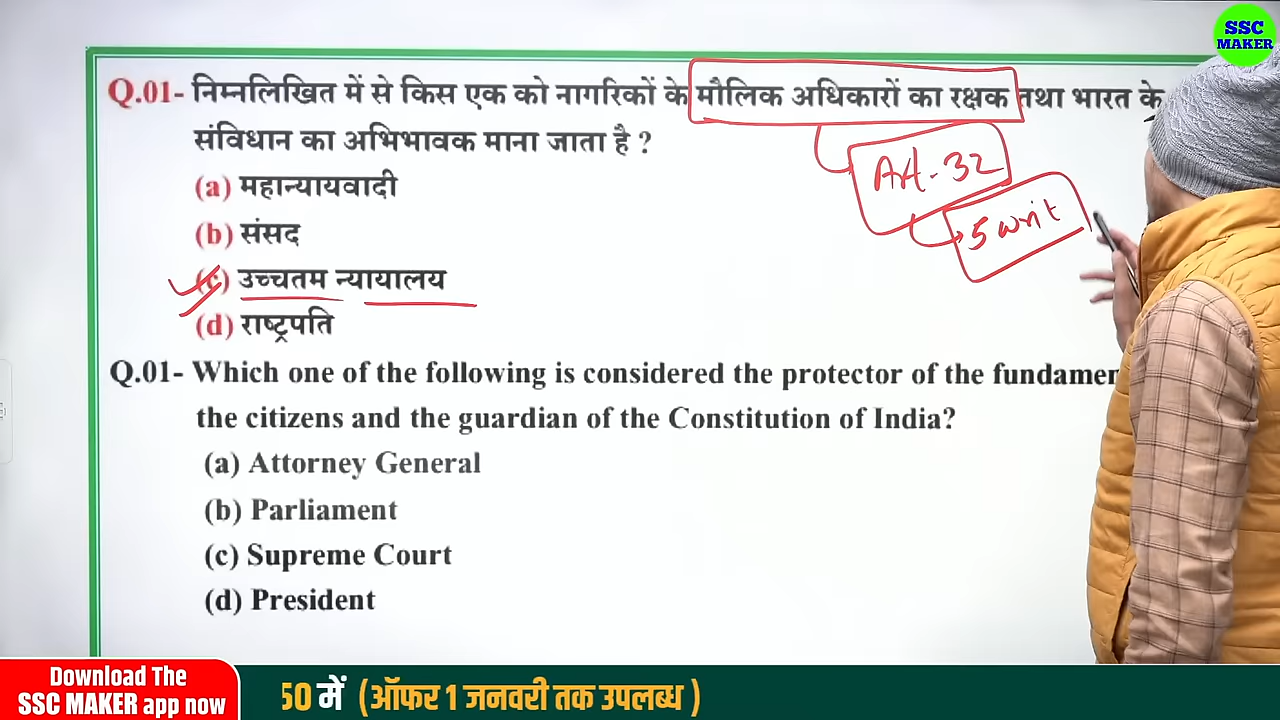 SSC
MAKER
Q.01- निम्नलिखित में से किस एक को नागरिकों के मौलिक अधिकारों का रक्षक तथा भारत के
संविधान का अभिभावक माना जाता है ?
Art-32
5 writ
(a) महान्यायवादी
(b) संसद
(c) उच्चतम न्यायालय
(d) राष्ट्रपति
Q.01- Which one of the following is considered the protector of the fundamen
the citizens and the guardian of the Constitution of India?
(a) Attorney General
(b) Parliament
(c) Supreme Court
(d) President
Download The
SSC MAKER app now
50 में (ऑफर 1 जनवरी तक उपलब्ध )